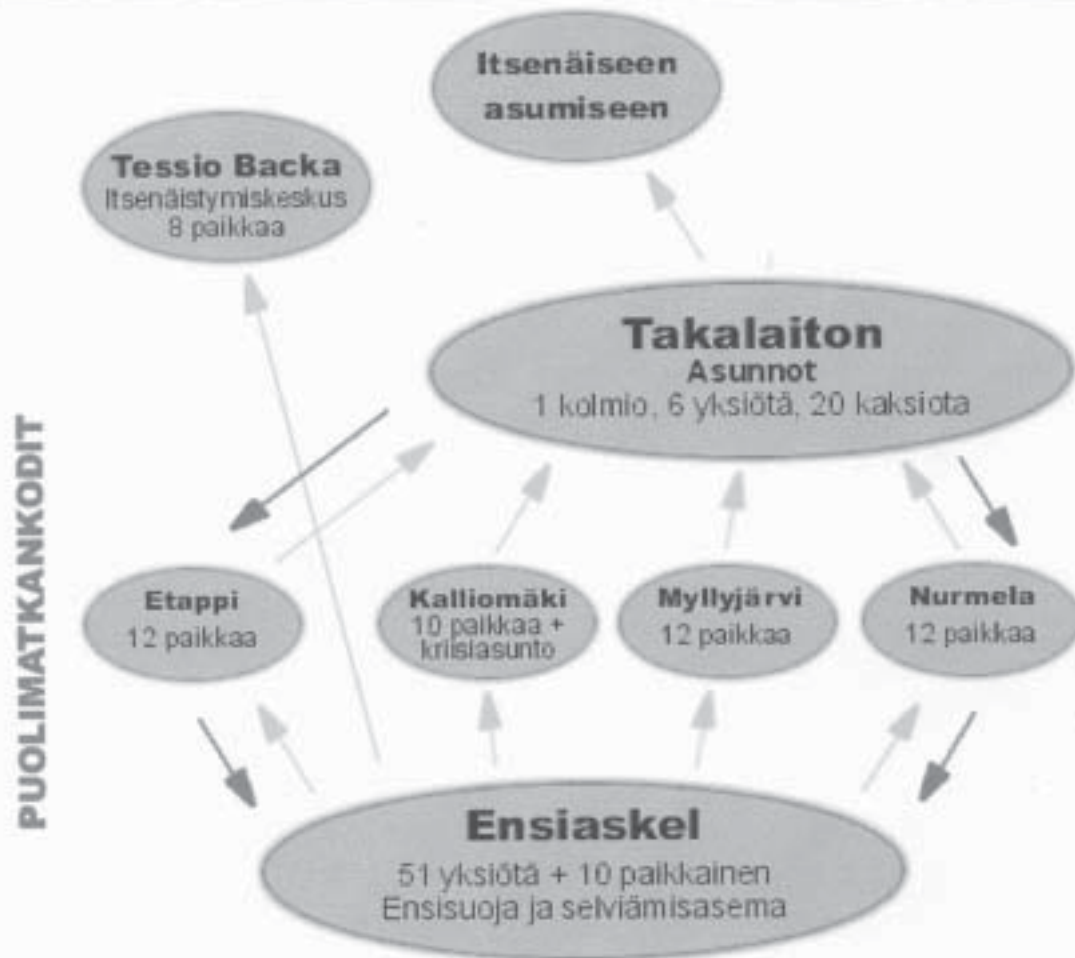 Itsenäiseen
asumiseen
Tessio Backa
Itsenäistymiskeskus
8 paikkaa
Takalaiton
Asunnot
1 kolmio, 6 yksiötä, 20 kaksiota
PUOLIMATKANKODIT
Etappi
12 paikkaa
Kalliomäki
10 paikkaa +
kriisiasunto
Myllyjärvi
12 paikkaa
Nurmela
12 paikkaa
Ensiaskel
51 yksiötä + 10 paikkainen
Ensisuoja ja selviämisasema